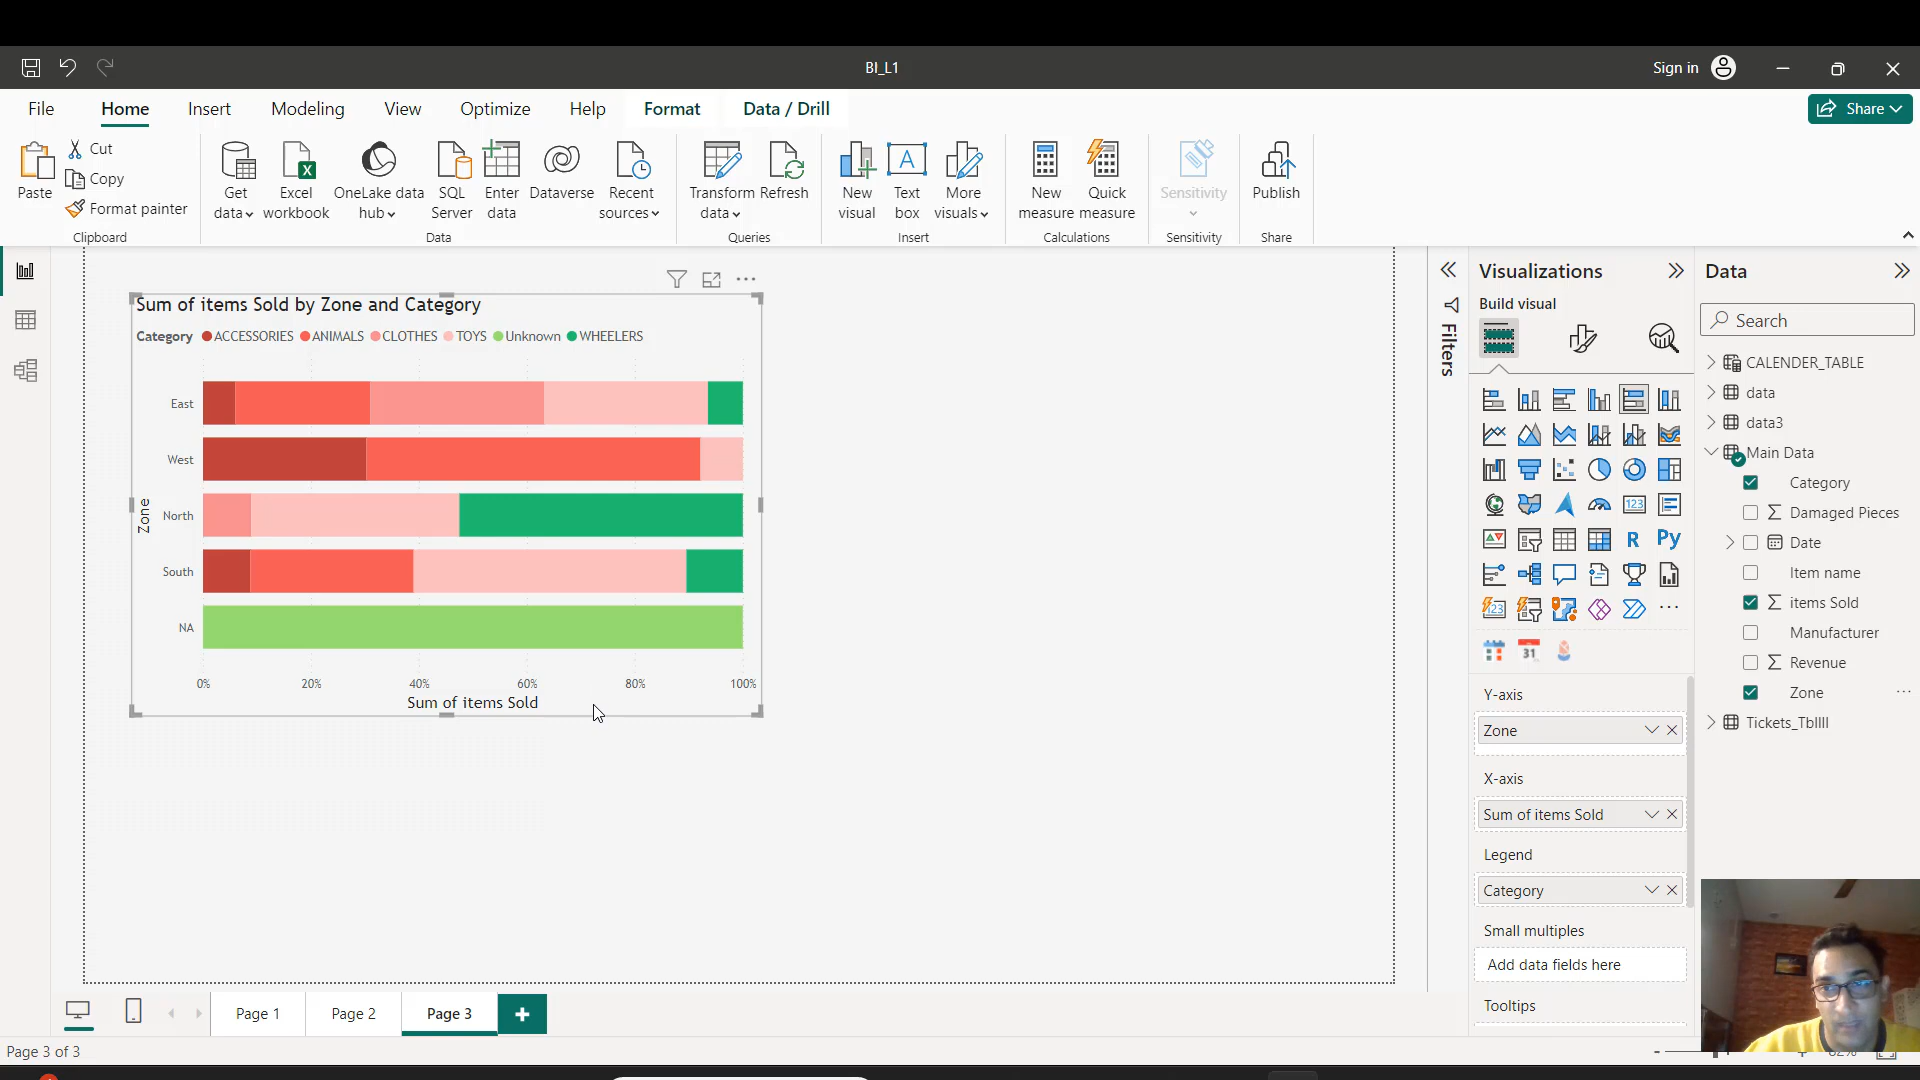 BI_L1
Sign in
File Home Insert Modeling View Optimize Help Format Data / Drill
Share
Paste
Cut
Copy
Format painter
Clipboard
Get data
Excel workbook
OneLake data hub
SQL Server
Enter data
Dataverse
Recent sources
Data
Transform data
Refresh
Queries
New visual
Text box
More visuals
Insert
New measure
Quick measure
Calculations
Sensitivity
Sensitivity
Publish
Share
Sum of items Sold by Zone and Category
Category ACCESSORIES ANIMALS CLOTHES TOYS Unknown WHEELERS
Zone
East
West
North
South
NA
0% 20% 40% 60% 80% 100%
Sum of items Sold
Filters
Visualizations
Build visual
123
R
Py
123
31
Y-axis
Zone
X-axis
Sum of items Sold
Legend
Category
Small multiples
Add data fields here
Tooltips
Data
Search
CALENDER_TABLE
data
data3
Main Data
Category
Damaged Pieces
Date
Item name
items Sold
Manufacturer
Revenue
Zone
Tickets_Tbllll
Page 1
Page 2
Page 3
Page 3 of 3